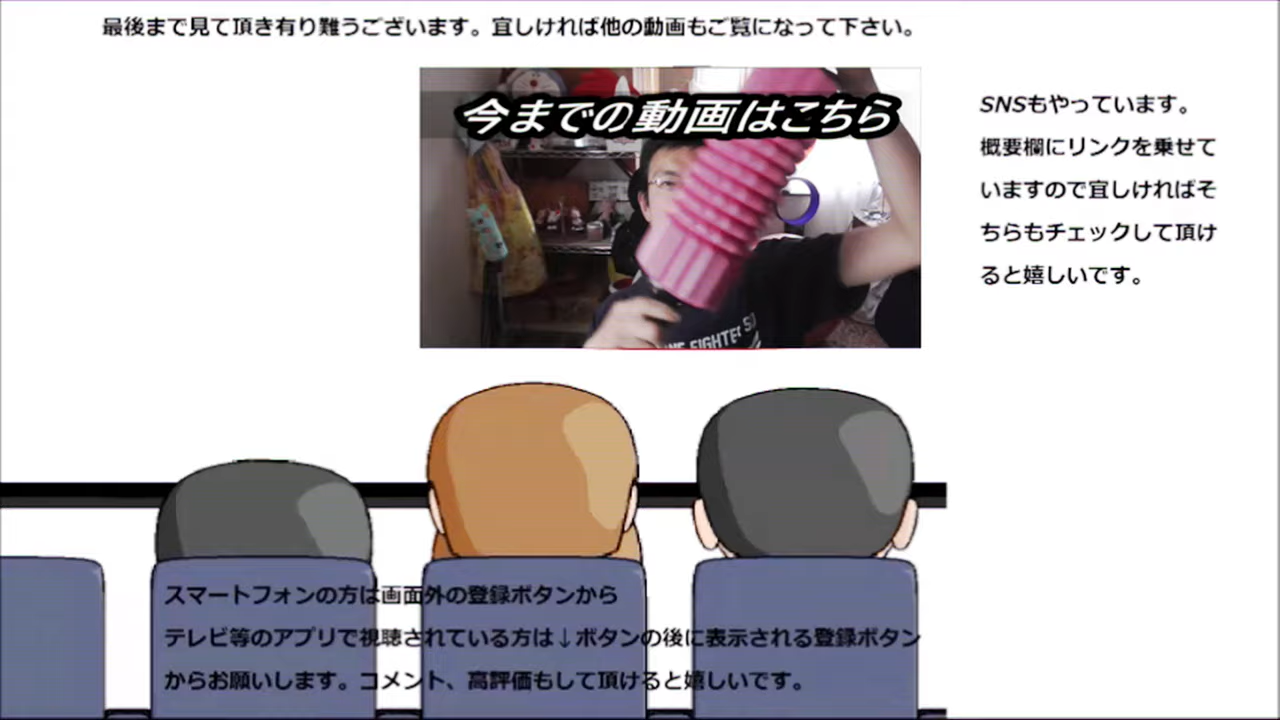 最後まで見て頂き有り難うございます。宜しければ他の動画もご覧になって下さい。
今までの動画はこちら
SNSもやっています。
概要欄にリンクを乗せて
いますので宜しければそ
ちらもチェックして頂け
ると嬉しいです。
FIGHTE
スマートフォンの方は画面外の登録ボタンから
テレビ等のアプリで視聴されている方は↓ボタンの後に表示される登録ボタン
からお願いします。コメント、高評価もして頂けると嬉しいです。